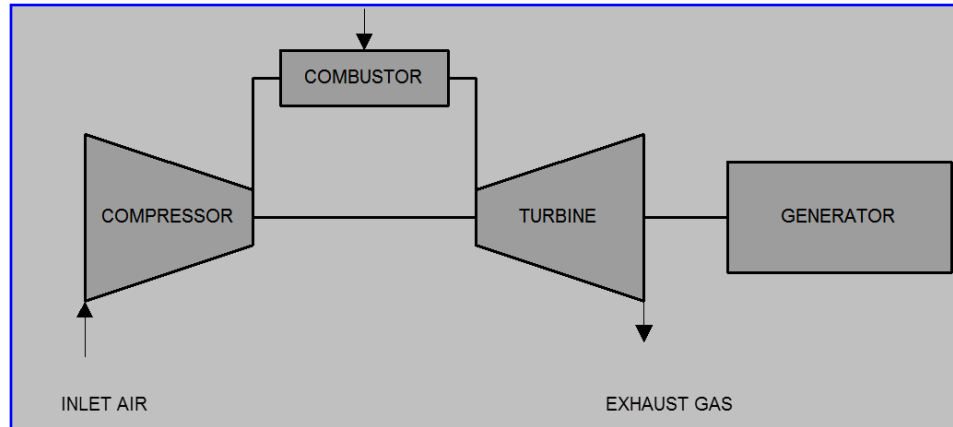 COMBUSTOR
COMPRESSOR
TURBINE
GENERATOR
INLET AIR
EXHAUST GAS